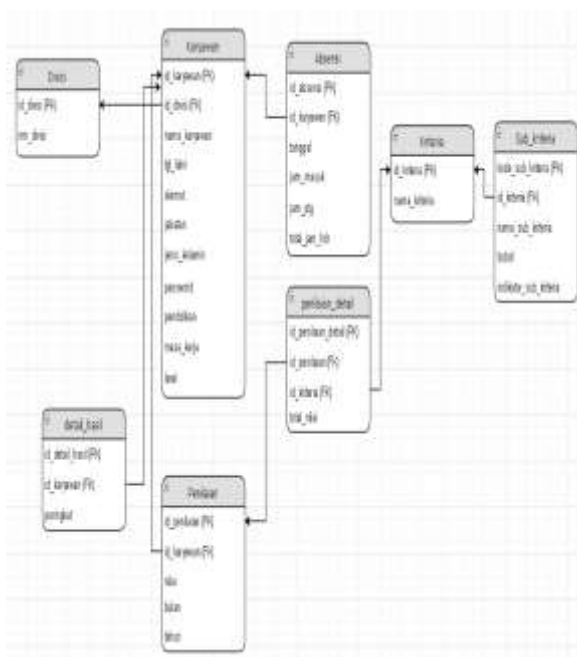 Divisi
id_divisi (PK)
nm_divisi
Karyawan
id_karyawan (PK)
id_divisi (FK)
nama_karyawan
tgl_lahir
alamat
jabatan
jenis_kelamin
password
pendidikan
masa_kerja
level
Absensi
id_absensi (PK)
id_karyawan (FK)
tanggal
jam_masuk
jam_plg
Kriteria
id_kriteria (PK)
nama_kriteria
Sub_kriteria
kode_sub_kriteria (PK)
id_kriteria (FK)
nama_sub_kriteria
bobot
indikator_sub_kriteria
penilaian_detail
id_penilaian_detail (PK)
id_penilaian (FK)
id_kriteria (FK)
total_nilai
detail_hasil
id_detail_hasil (PK)
id_karyawan (FK)
peringkat
Penilaian
id_penilaian (PK)
id_karyawan (FK)
nilai
bulan
tahun